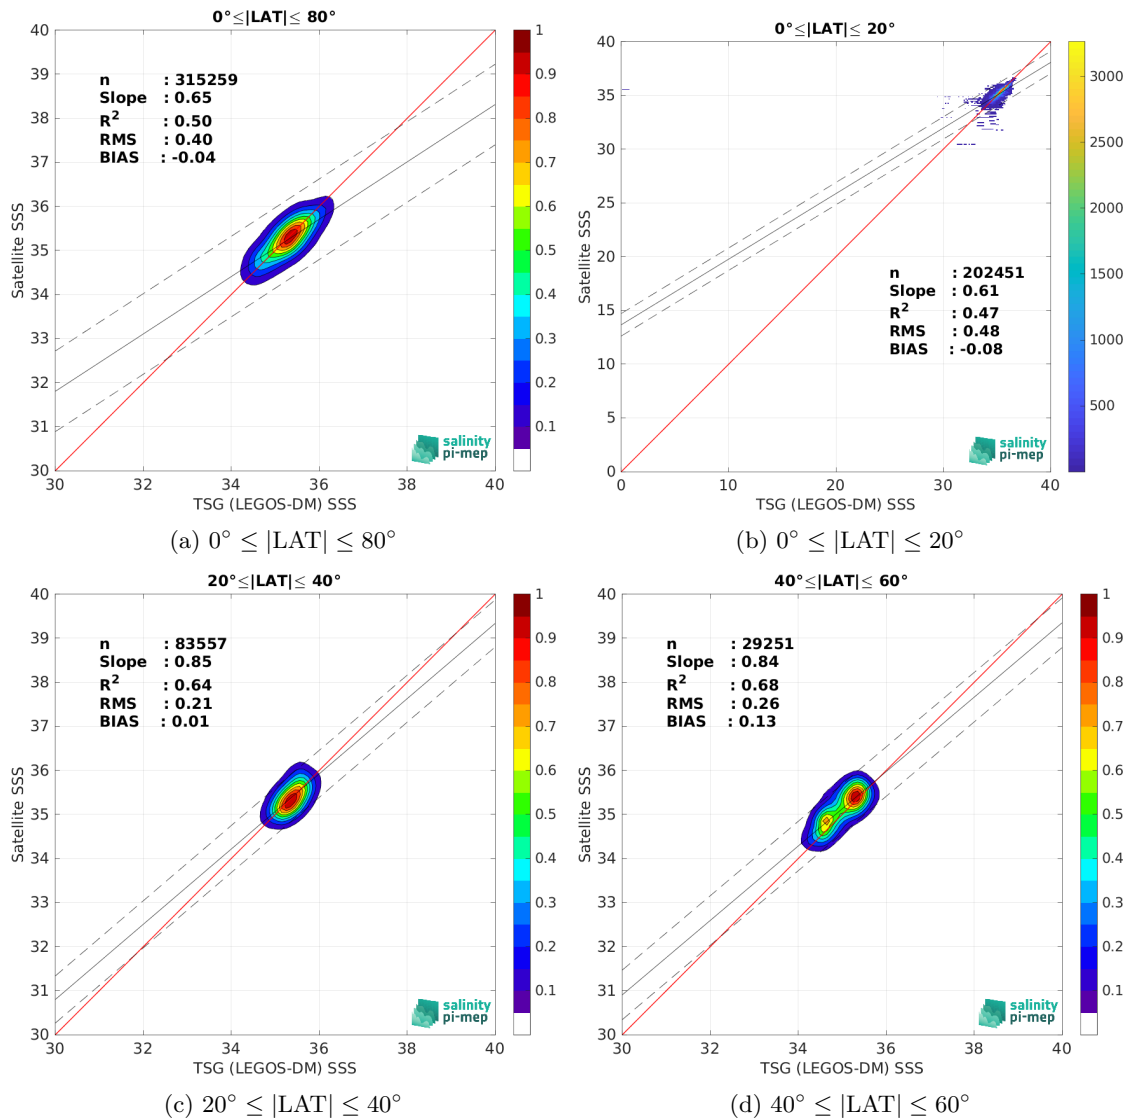 0°≤|LAT|≤ 80°
40
39
38
37
36
35
34
33
32
31
30
Satellite SSS
n : 315259
Slope : 0.65
R2 : 0.50
RMS : 0.40
BIAS : -0.04
salinity
pi-mep
30 32 34 36 38 40
TSG (LEGOS-DM) SSS
1
0.9
0.8
0.7
0.6
0.5
0.4
0.3
0.2
0.1
(a) 0° ≤ |LAT| ≤ 80°
0°≤|LAT|≤ 20°
40
35
30
25
20
15
10
5
0
Satellite SSS
n : 202451
Slope : 0.61
R2 : 0.47
RMS : 0.48
BIAS : -0.08
salinity
pi-mep
0 10 20 30 40
TSG (LEGOS-DM) SSS
3000
2500
2000
1500
1000
500
(b) 0° ≤ |LAT| ≤ 20°
20°≤|LAT|≤ 40°
40
39
38
37
36
35
34
33
32
31
30
Satellite SSS
n : 83557
Slope : 0.85
R2 : 0.64
RMS : 0.21
BIAS : 0.01
salinity
pi-mep
30 32 34 36 38 40
TSG (LEGOS-DM) SSS
1
0.9
0.8
0.7
0.6
0.5
0.4
0.3
0.2
0.1
(c) 20° ≤ |LAT| ≤ 40°
40°≤|LAT|≤ 60°
40
39
38
37
36
35
34
33
32
31
30
Satellite SSS
n : 29251
Slope : 0.84
R2 : 0.68
RMS : 0.26
BIAS : 0.13
salinity
pi-mep
30 32 34 36 38 40
TSG (LEGOS-DM) SSS
1
0.9
0.8
0.7
0.6
0.5
0.4
0.3
0.2
0.1
(d) 40° ≤ |LAT| ≤ 60°